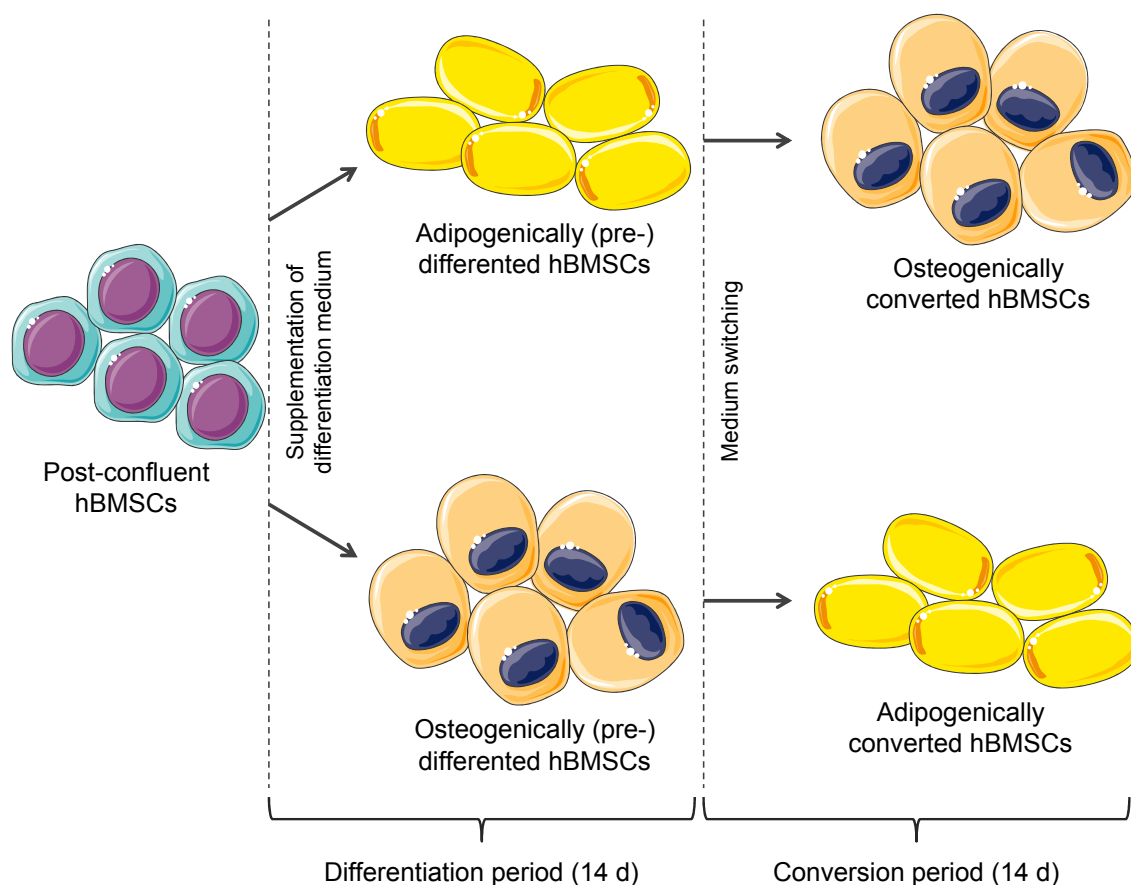 Post-confluent
hBMSCs
Supplementation of
differentiation medium
Adipogenically (pre-)
differented hBMSCs
Osteogenically (pre-)
differented hBMSCs
Medium switching
Osteogenically
converted hBMSCs
Adipogenically
converted hBMSCs
Differentiation period (14 d)
Conversion period (14 d)